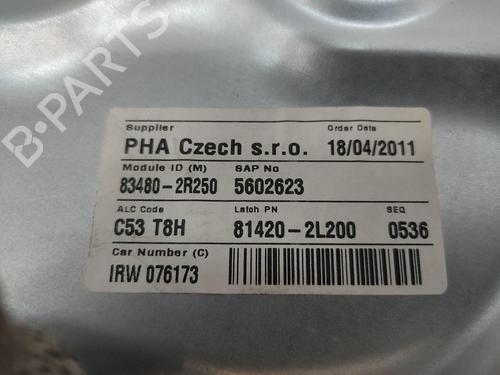 B-PARTS
Supplier Order Date
PHA Czech s.r.o. 18/04/2011
Module ID (M) SAP No
83480-2R250 5602623
ALC Code Latch PN SEQ
C53 T8H 81420-2L200 0536
Car Number (C)
IRW 076173